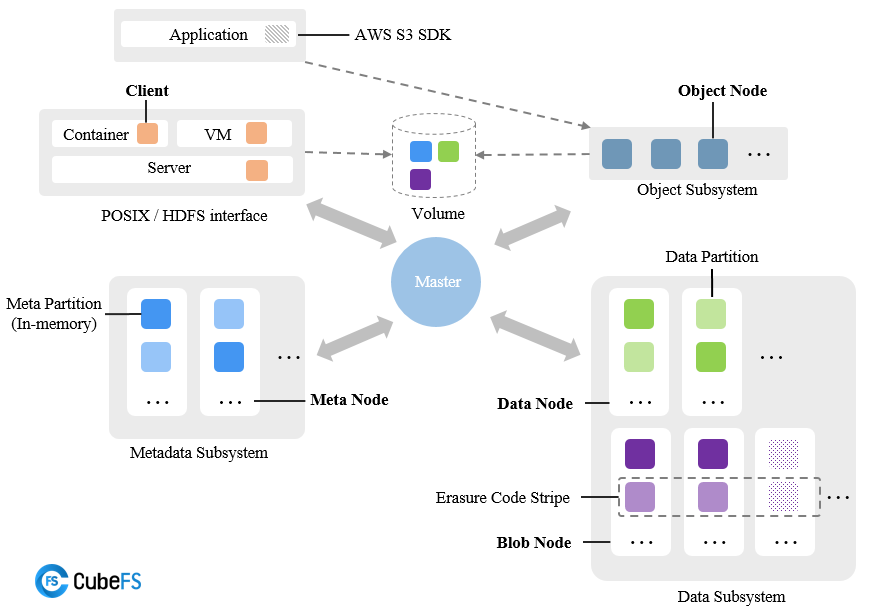 Application
AWS S3 SDK
Client
Object Node
Container
VM
Server
...
Object Subsystem
POSIX / HDFS interface
Volume
Data Partition
Master
Meta Partition
(In-memory)
...
...
... ...
Meta Node
Data Node
... ...
Metadata Subsystem
Erasure Code Stripe
...
Blob Node
... ... ...
FS CubeFS
Data Subsystem